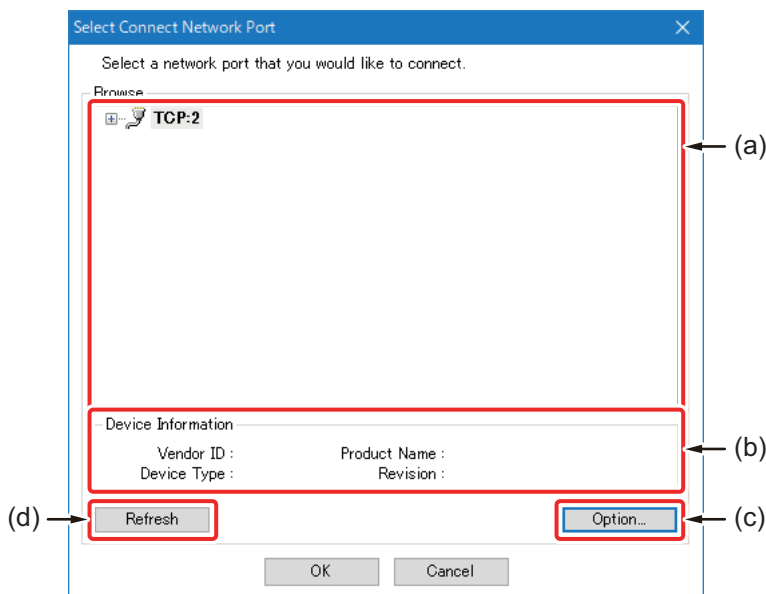 Select Connect Network Port
Select a network port that you would like to connect.
Browse
TCP:2
(a)
Device Information
Vendor ID : Product Name :
Device Type : Revision :
(b)
(d) Refresh Option... (c)
OK Cancel